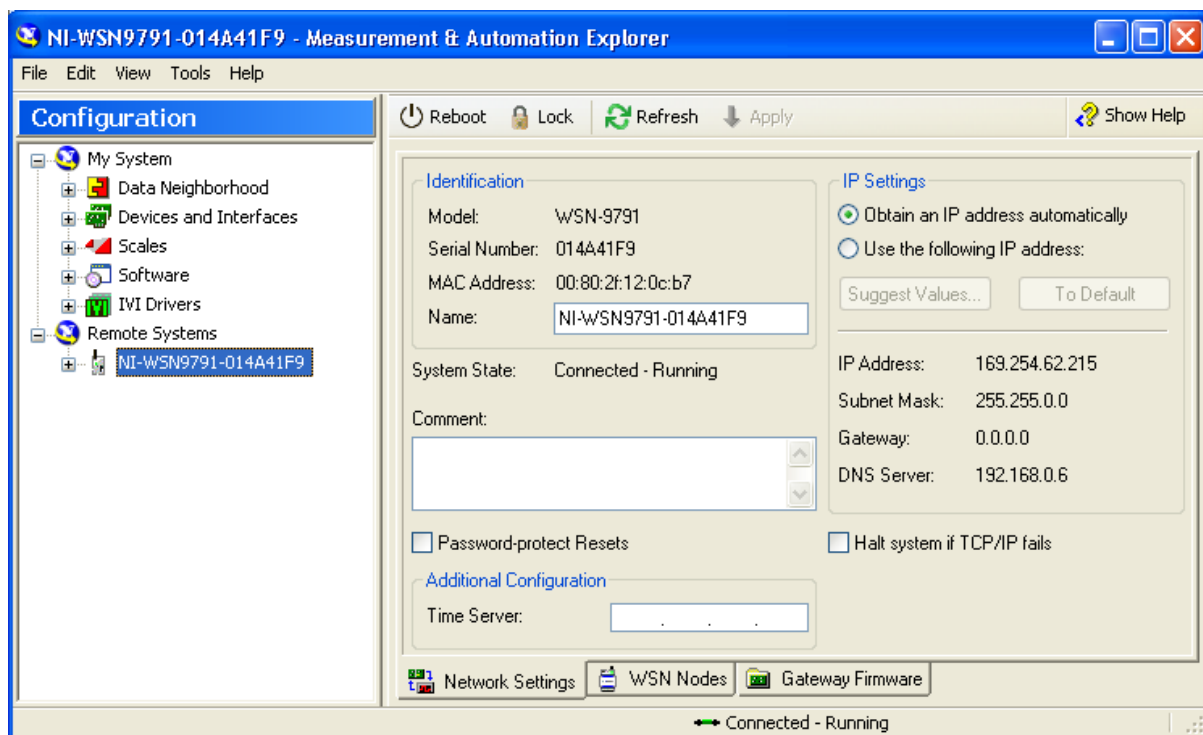 NI-WSN9791-014A41F9 - Measurement & Automation Explorer
File Edit View Tools Help
Configuration
My System
Data Neighborhood
Devices and Interfaces
Scales
Software
IVI Drivers
Remote Systems
NI-WSN9791-014A41F9
Reboot Lock Refresh Apply Show Help
Identification
Model: WSN-9791
Serial Number: 014A41F9
MAC Address: 00:80:2f:12:0c:b7
Name: NI-WSN9791-014A41F9
System State: Connected - Running
Comment:
Password-protect Resets
Additional Configuration
Time Server: . . .
IP Settings
Obtain an IP address automatically
Use the following IP address:
Suggest Values... To Default
IP Address: 169.254.62.215
Subnet Mask: 255.255.0.0
Gateway: 0.0.0.0
DNS Server: 192.168.0.6
Halt system if TCP/IP fails
Network Settings WSN Nodes Gateway Firmware
Connected - Running